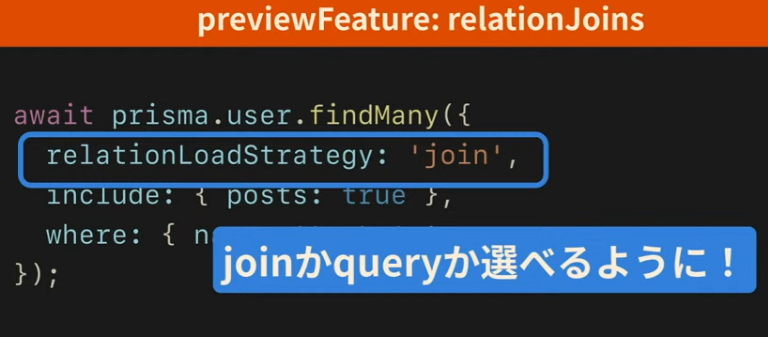 previewFeature: relationJoins
await prisma.user.findMany({
relationLoadStrategy: 'join',
include: { posts: true },
where: {
});
joinかqueryか選べるように！